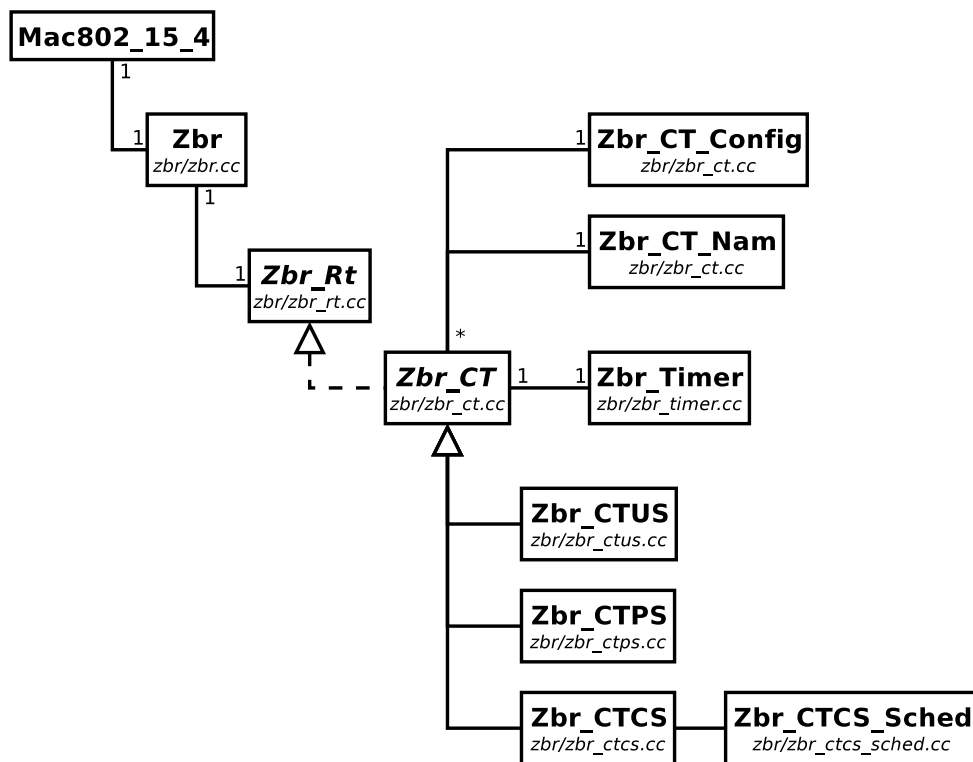 Mac802_15_4
1
1
Zbr
zbr/zbr.cc
1
1
Zbr_Rt
zbr/zbr_rt.cc
1
Zbr_CT_Config
zbr/zbr_ct.cc
1
Zbr_CT_Nam
zbr/zbr_ct.cc
*
Zbr_CT
zbr/zbr_ct.cc
1
1
Zbr_Timer
zbr/zbr_timer.cc
Zbr_CTUS
zbr/zbr_ctus.cc
Zbr_CTPS
zbr/zbr_ctps.cc
Zbr_CTCS
zbr/zbr_ctcs.cc
Zbr_CTCS_Sched
zbr/zbr_ctcs_sched.cc